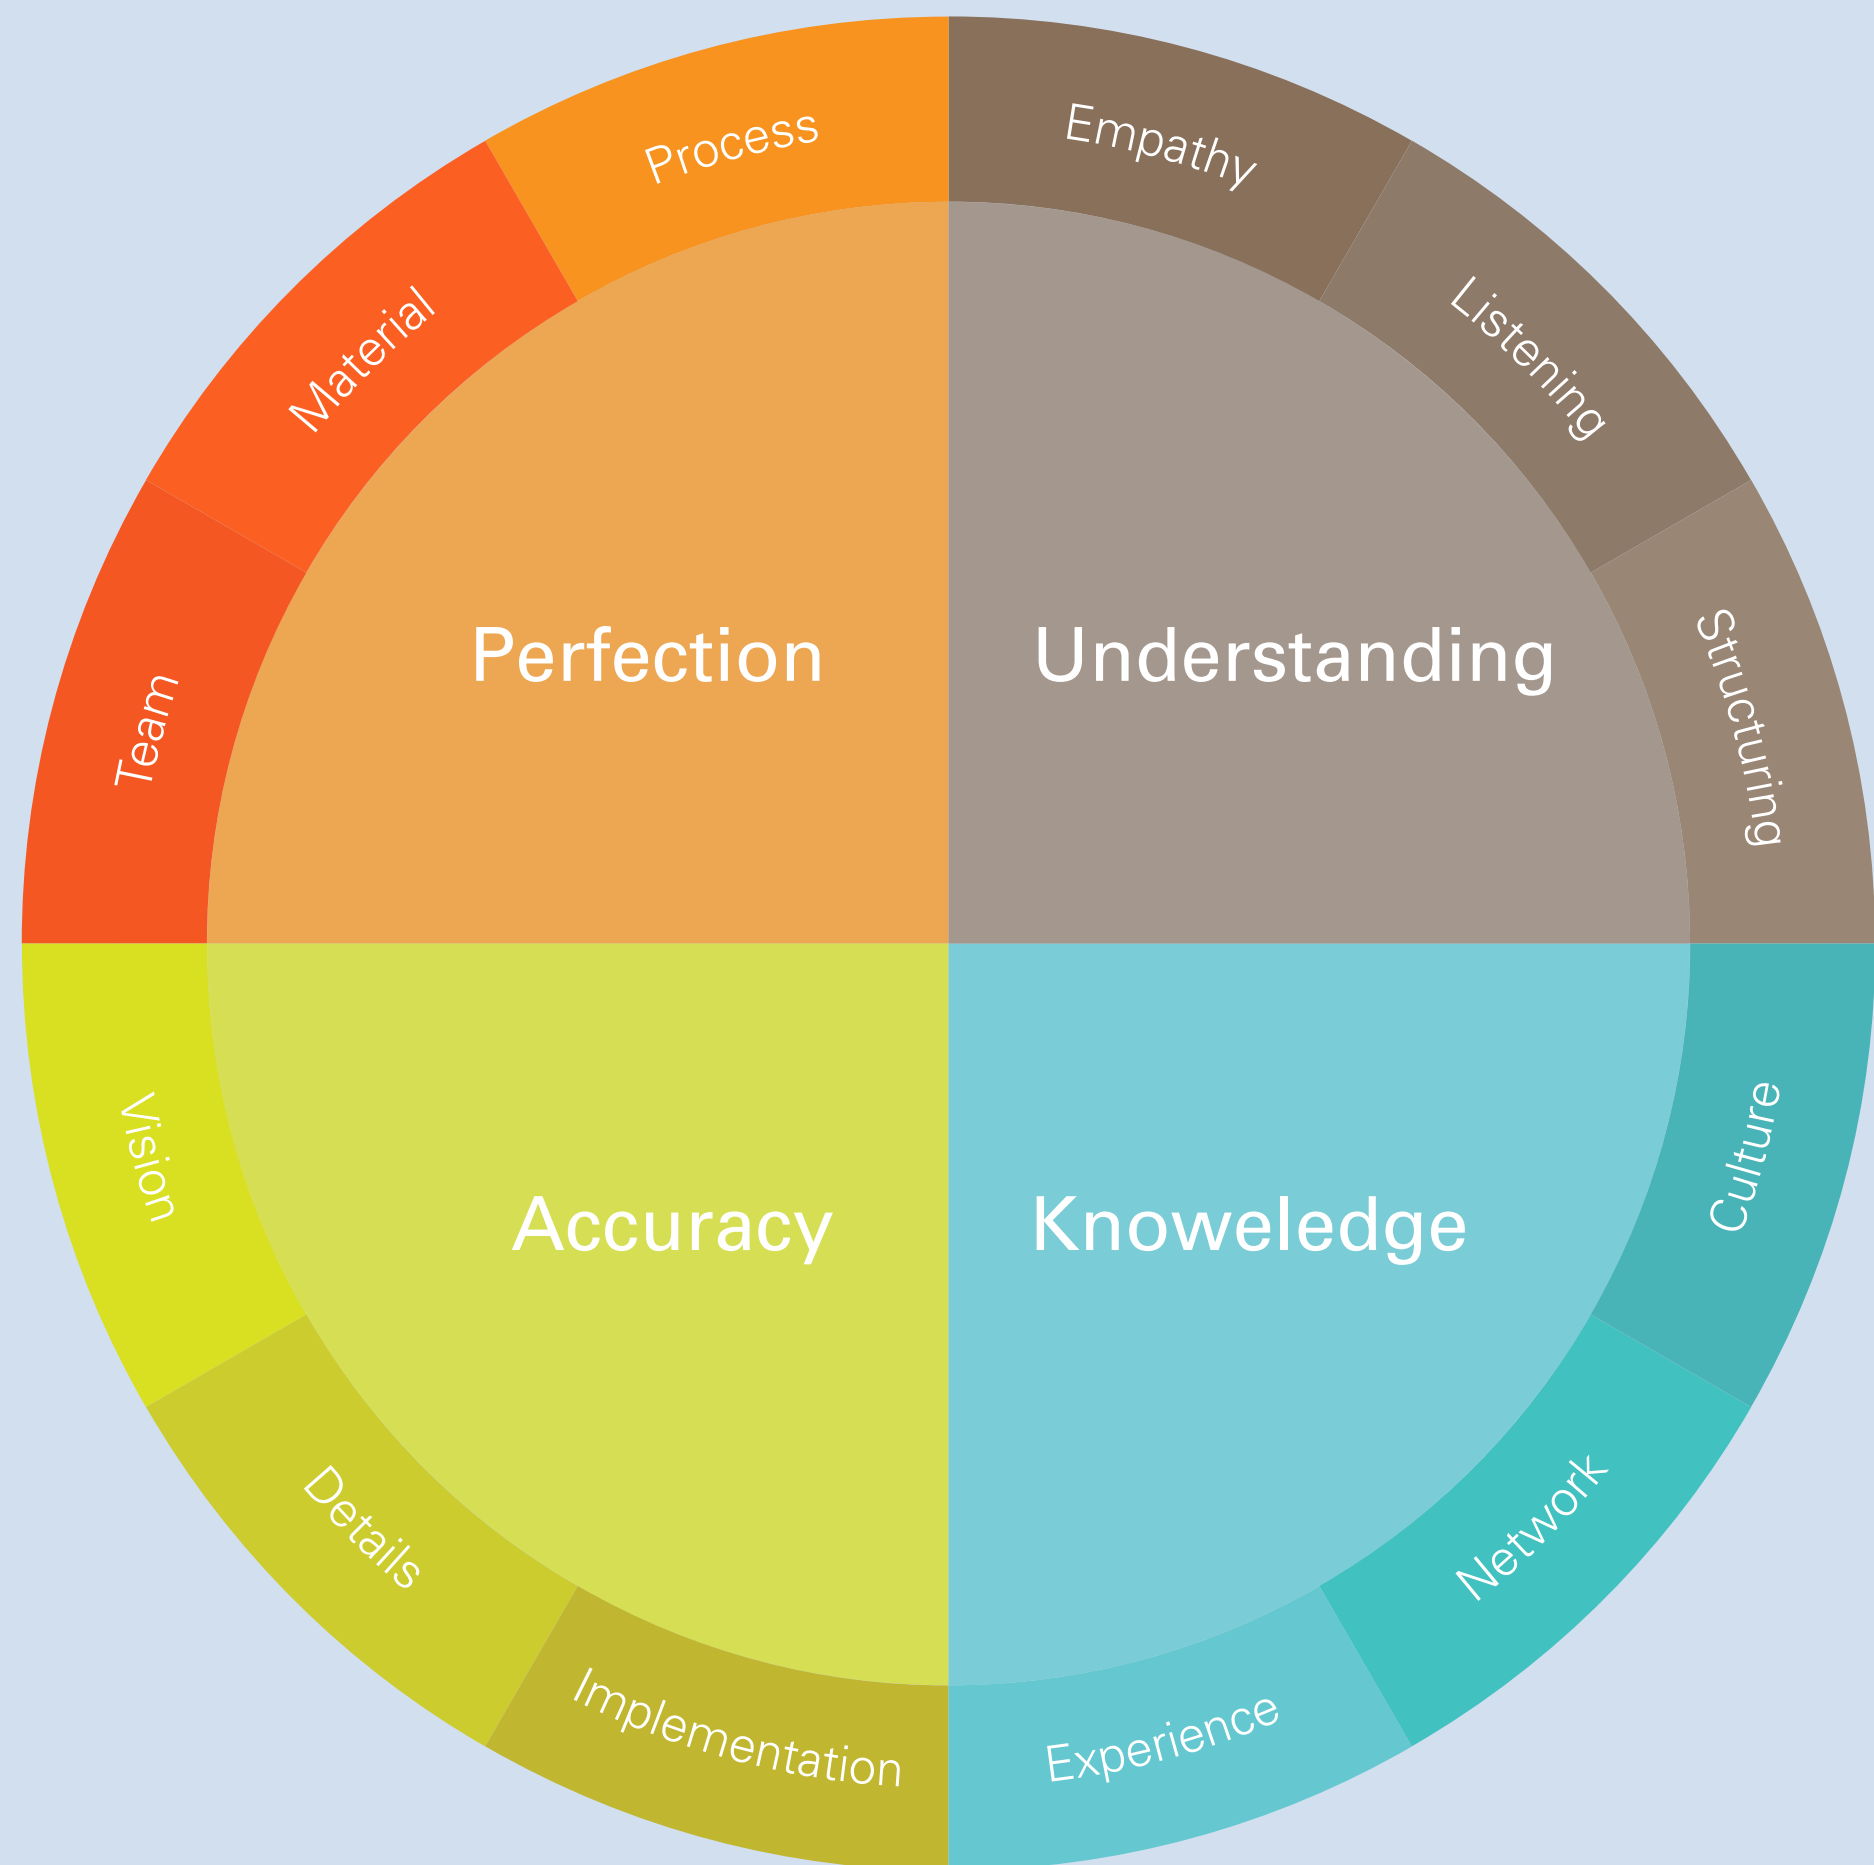 Process
Empathy
Material
Listening
Team
Structuring
Perfection
Understanding
Accuracy
Knoweledge
Vision
Culture
Details
Network
Implementation
Experience